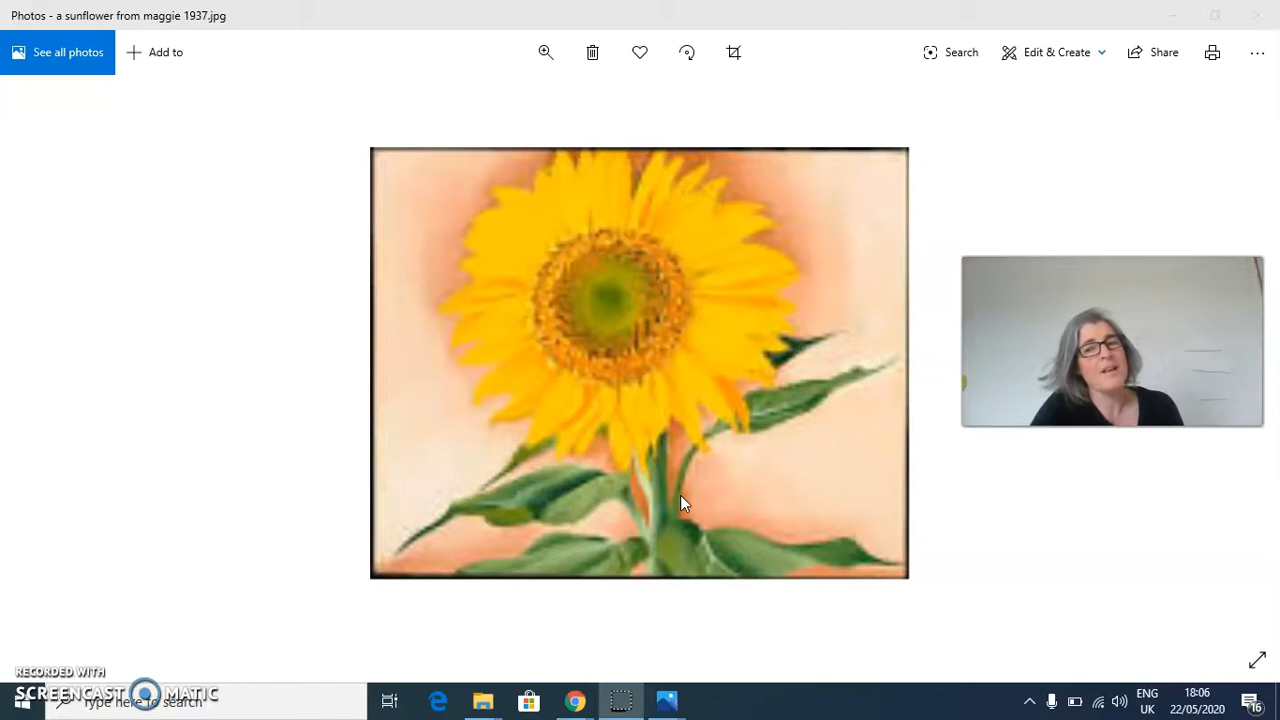 Photos - a sunflower from maggie 1937.jpg
See all photos
Add to
Search
Edit & Create
Share
RECORDED WITH
SCREENCAST MATIC
Type here to search
ENG
UK
18:06
22/05/2020
16